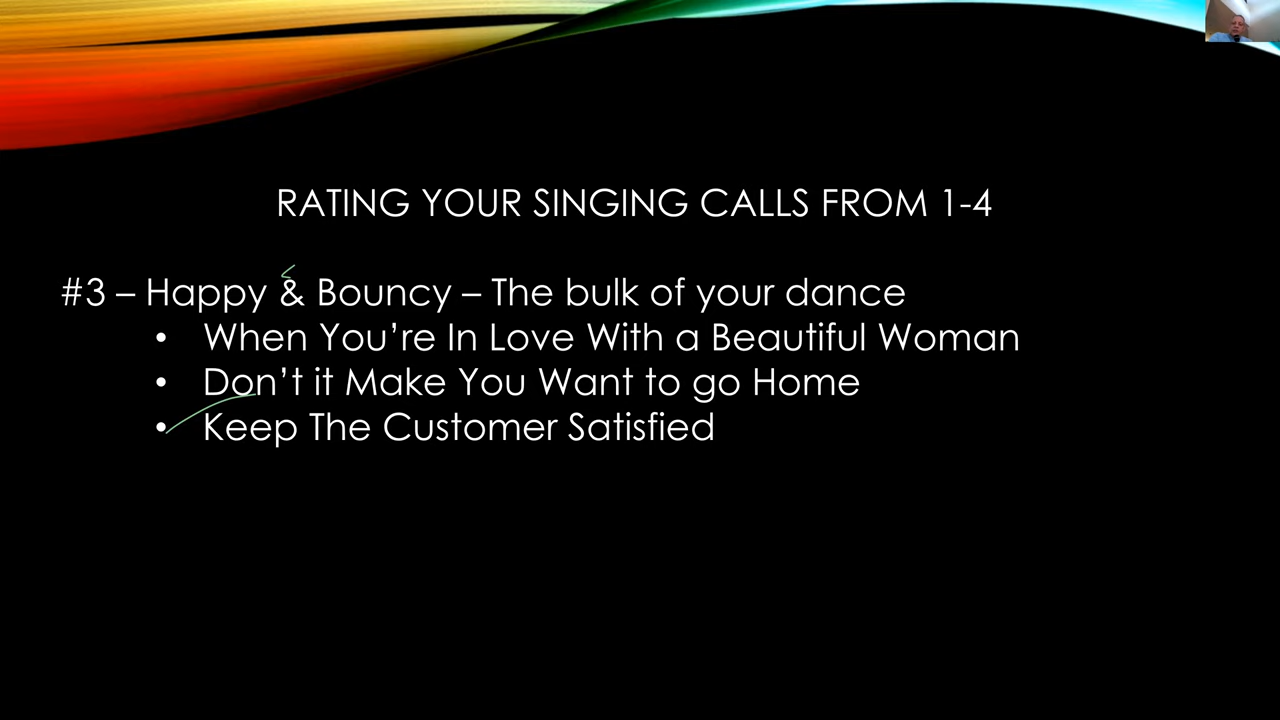 RATING YOUR SINGING CALLS FROM 1-4
#3 – Happy & Bouncy – The bulk of your dance
• When You're In Love With a Beautiful Woman
• Don't it Make You Want to go Home
• Keep The Customer Satisfied